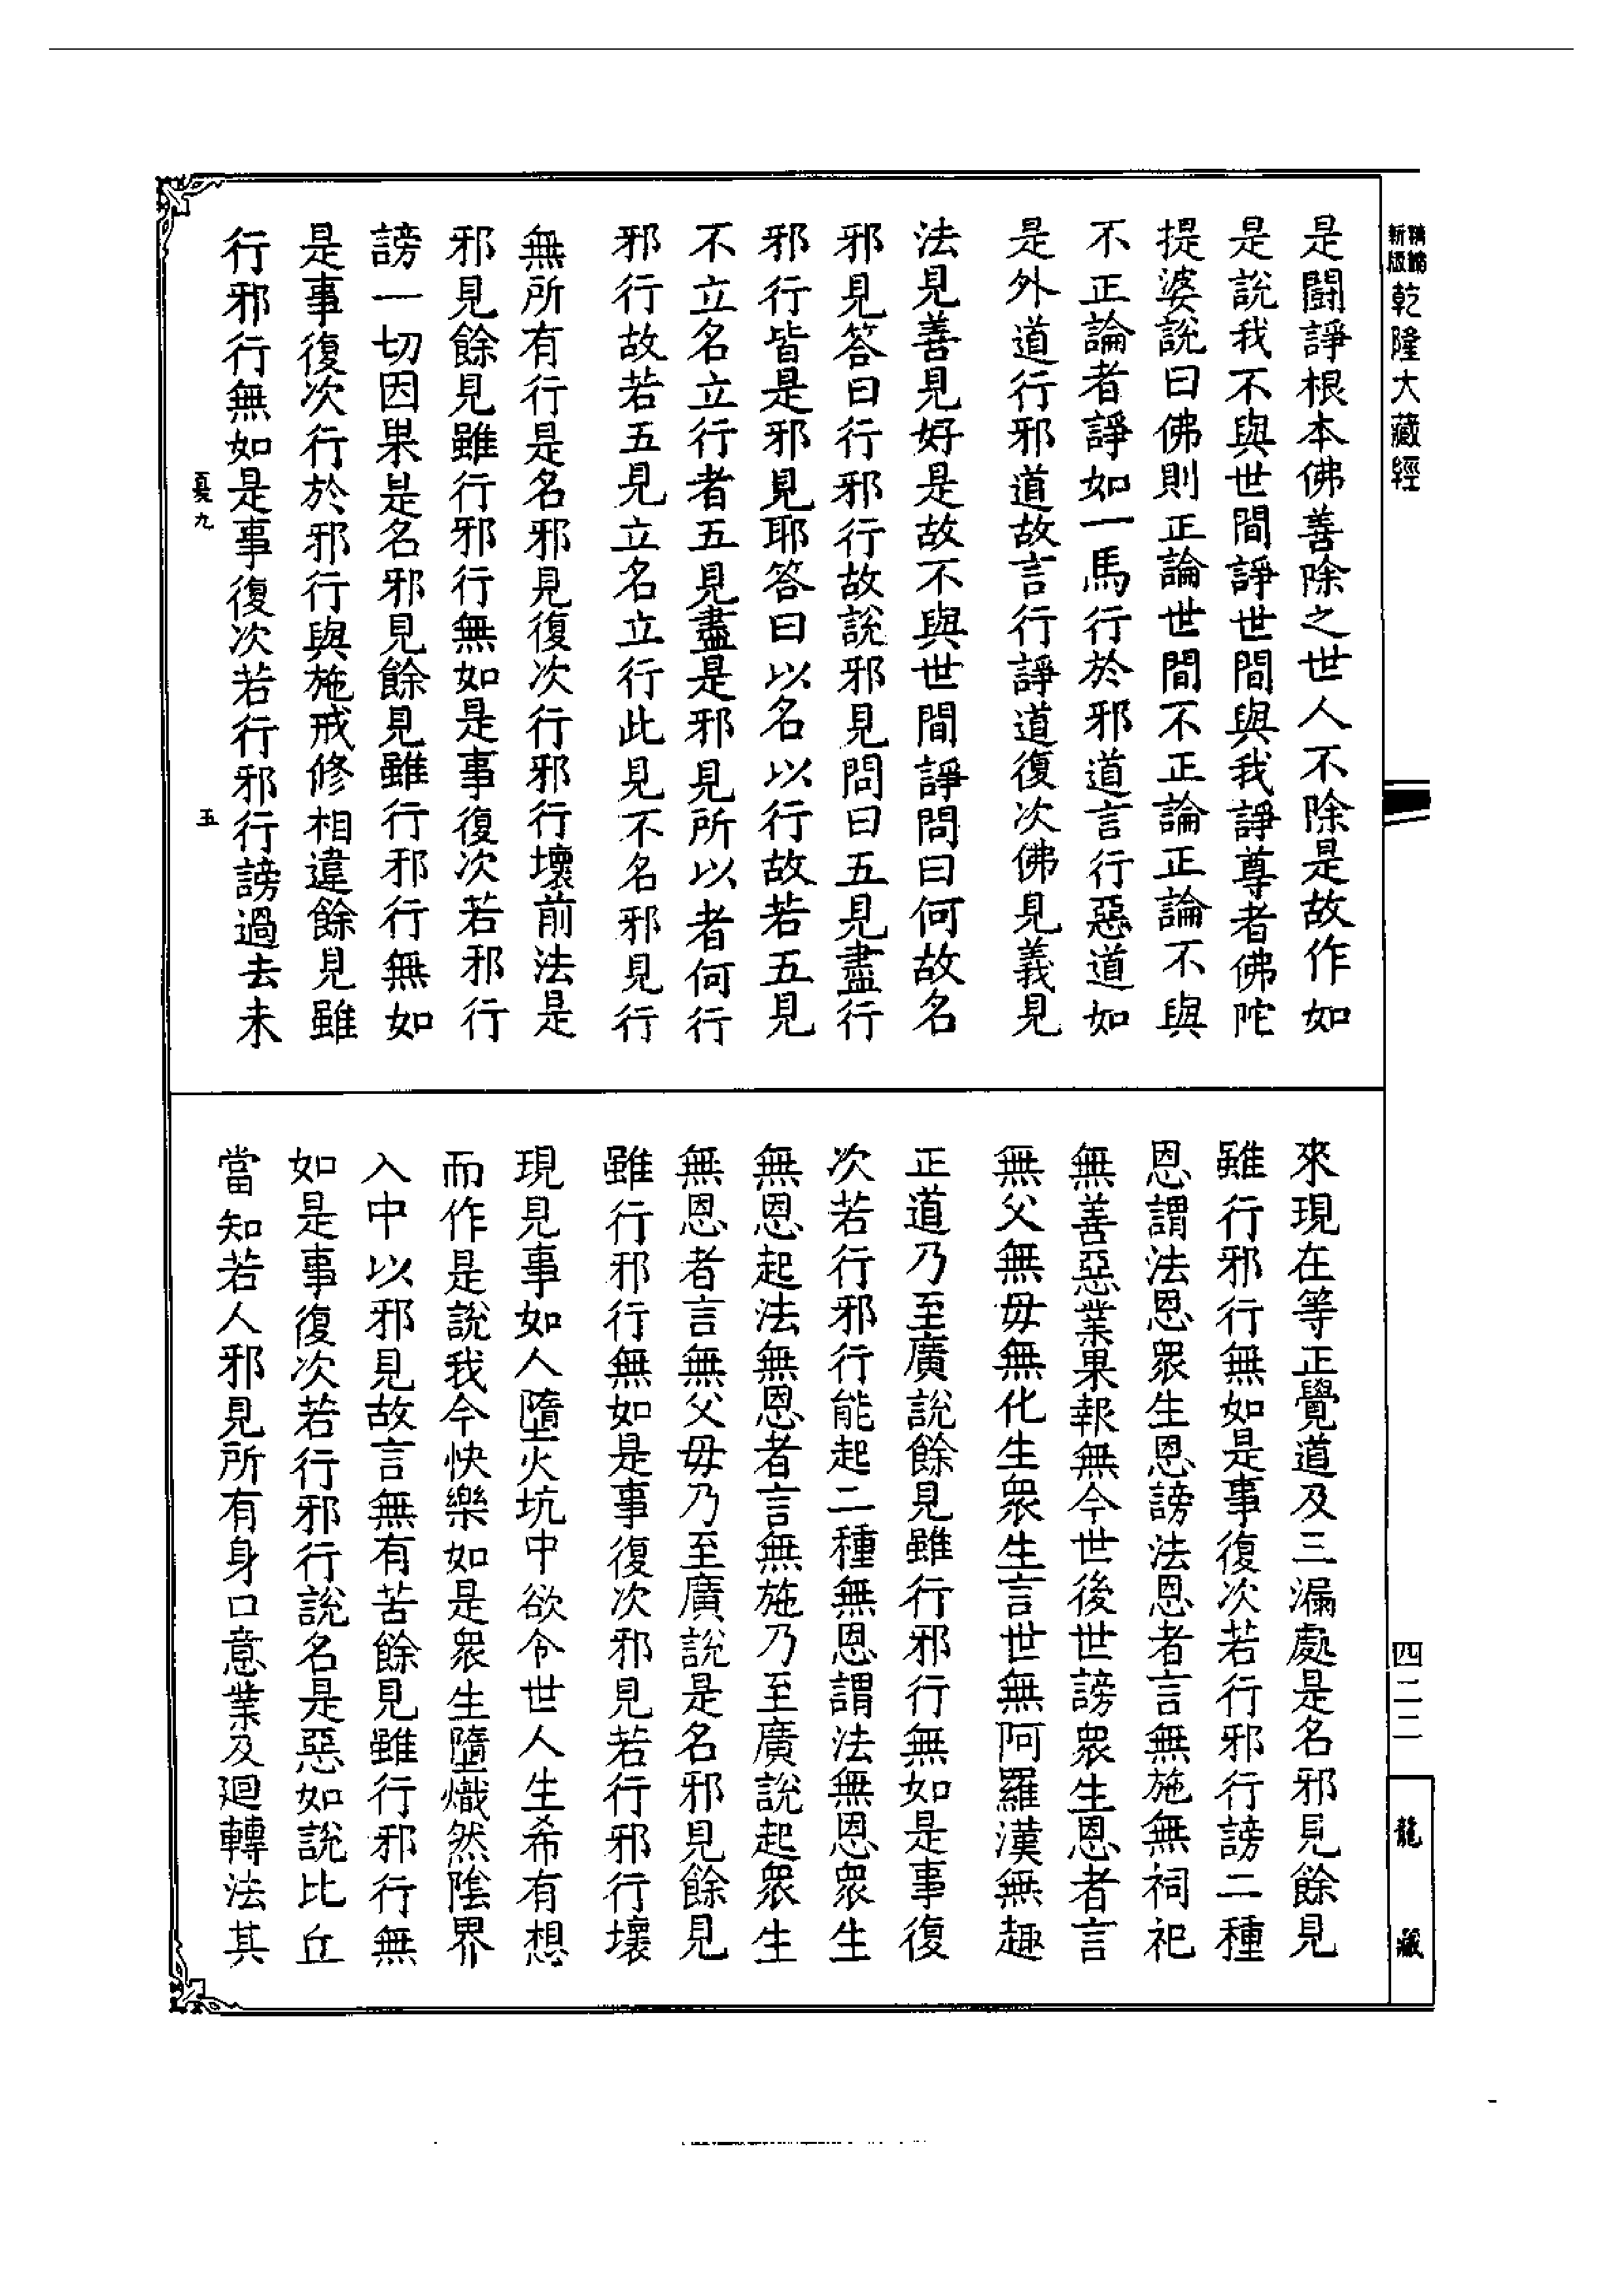 新版
精縮
乾隆大藏經
是鬭諍根本佛善除之世人不除是故作如
是說我不與世間諍世間與我諍尊者佛陀
提婆說曰佛則正論世間不正論正論不與
不正論者諍如一馬行於邪道言行惡道如
是外道行邪道故言行諍道復次佛見義見
法見善見好是故不與世間諍問曰何故名
邪見答曰行邪行故說邪見問曰五見盡行
邪行皆是邪見耶答曰以名以行故若五見
不立名立行者五見盡是邪見所以者何行
邪行故若五見立名立行此見不名邪見行
無所有行是名邪見復次行邪行壞前法是
邪見餘見雖行邪行無如是事復次若邪行
謗一切因果是名邪見餘見雖行邪行無如
是事復次行於邪行與施戒修相違餘見雖
行邪行無如是事復次若行邪行謗過去未
憂九
五
來現在等正覺道及三漏處是名邪見餘見
雖行邪行無如是事復次若行邪行謗二種
恩謂法恩眾生恩謗法恩者言無施無祠祀
無善惡業果報無今世後世謗眾生恩者言
無父無毋無化生眾生言世無阿羅漢無趣
正道乃至廣說餘見雖行邪行無如是事復
次若行邪行能起二種無恩謂法無恩眾生
無恩起法無恩者言無施乃至廣說起眾生
無恩者言無父毋乃至廣說是名邪見餘見
雖行邪行無如是事復次邪見若行邪行壞
現見事如人墮火坑中欲令世人生希有想
而作是說我今快樂如是眾生墮熾然陰界
入中以邪見故言無有苦餘見雖行邪行無
如是事復次若行邪行說名是惡如說比丘
當知若人邪見所有身口意業及迴轉法其
四二二
龍藏